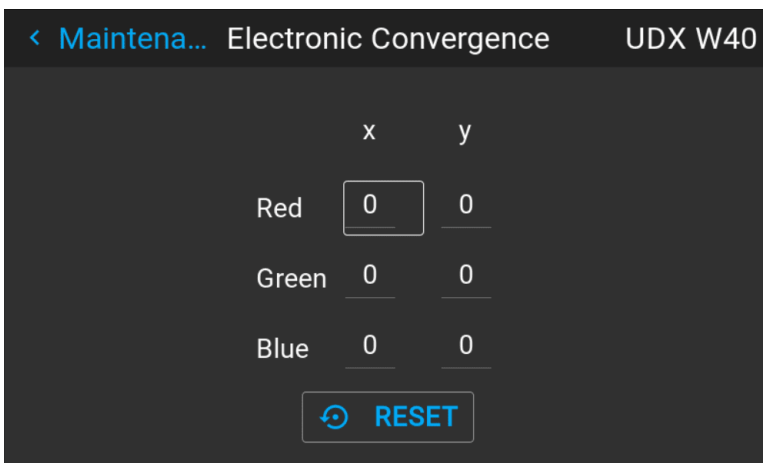 < Maintena... Electronic Convergence UDX W40
x y
Red 0 0
Green 0 0
Blue 0 0
RESET